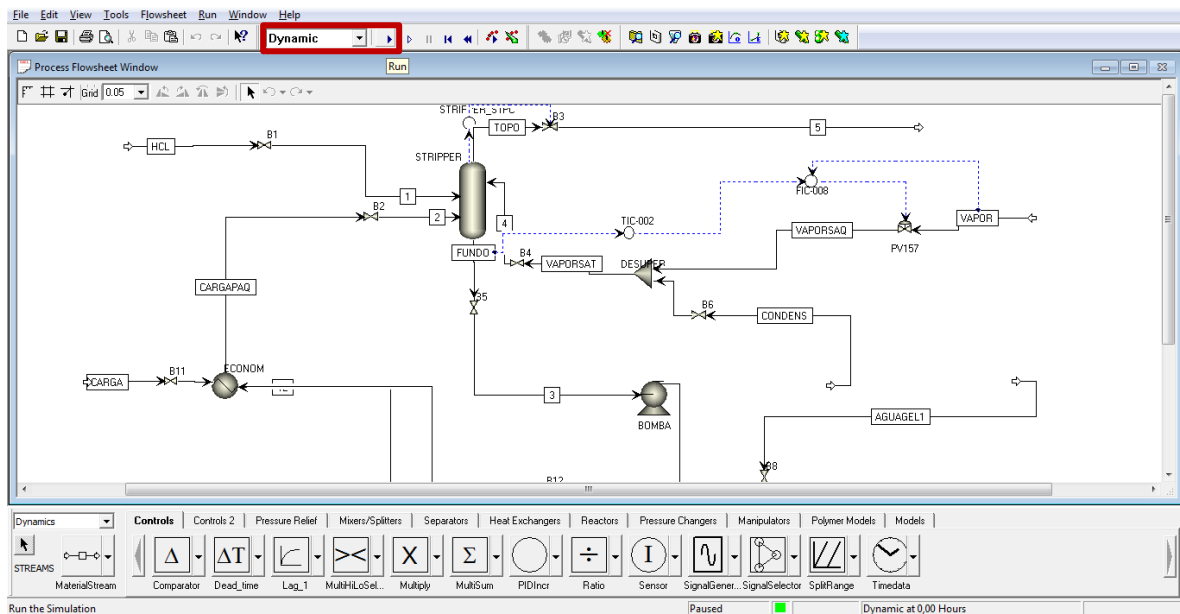 File Edit View Tools Flowsheet Run Window Help
Dynamic
Run
Process Flowsheet Window
Grid 0.05
STRIPPER_STPC
B3
TOPO
5
B1
HCL
STRIPPER
1
B2
2
4
FIC-008
TIC-002
VAPOR
VAPORSAQ
PV157
FUNDO
B4
VAPORSAT
DESUPER
CARGAPAQ
B5
B6
CONDENS
B11
ECONOM
CARGA
3
BOMBA
AGUAGEL1
B8
B12
Dynamics
Controls Controls 2 Pressure Relief Mixers/Splitters Separators Heat Exchangers Reactors Pressure Changers Manipulators Polymer Models Models
Δ ΔT >< X Σ ÷ I
STREAMS
MaterialStream Comparator Dead_time Lag_1 MultiHiLoSel... Multiply MultiSum PIDIncr Ratio Sensor SignalGener... SignalSelector SplitRange Timedata
Run the Simulation Paused Dynamic at 0,00 Hours